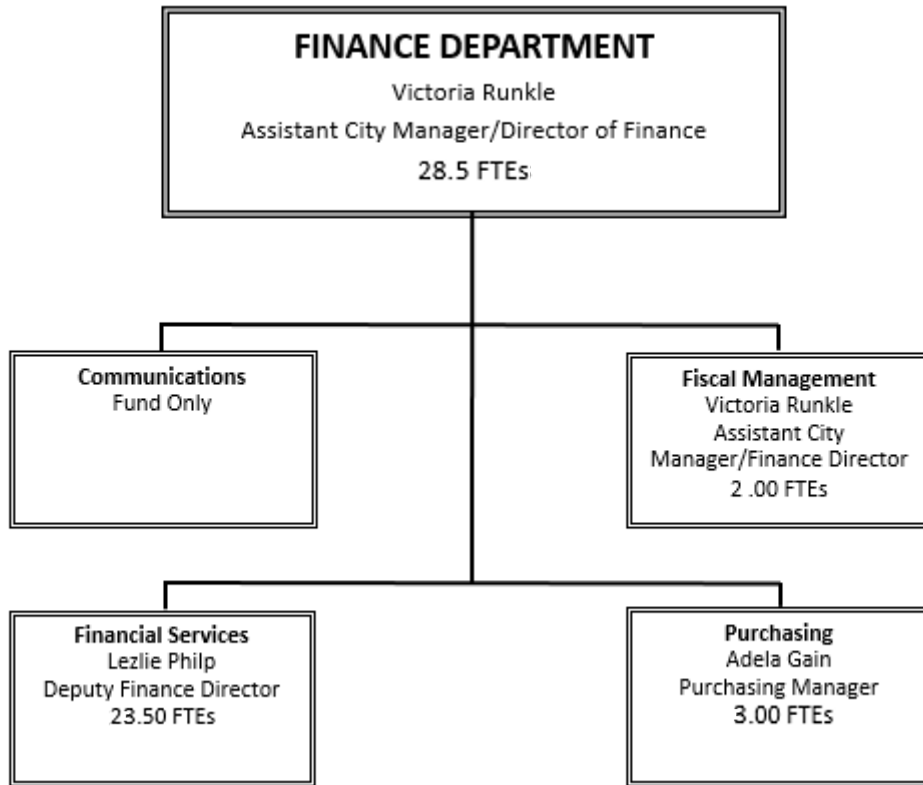 FINANCE DEPARTMENT
Victoria Runkle
Assistant City Manager/Director of Finance
28.5 FTEs
Communications
Fund Only
Fiscal Management
Victoria Runkle
Assistant City
Manager/Finance Director
2 .00 FTEs
Financial Services
Lezlie Philp
Deputy Finance Director
23.50 FTEs
Purchasing
Adela Gain
Purchasing Manager
3.00 FTEs